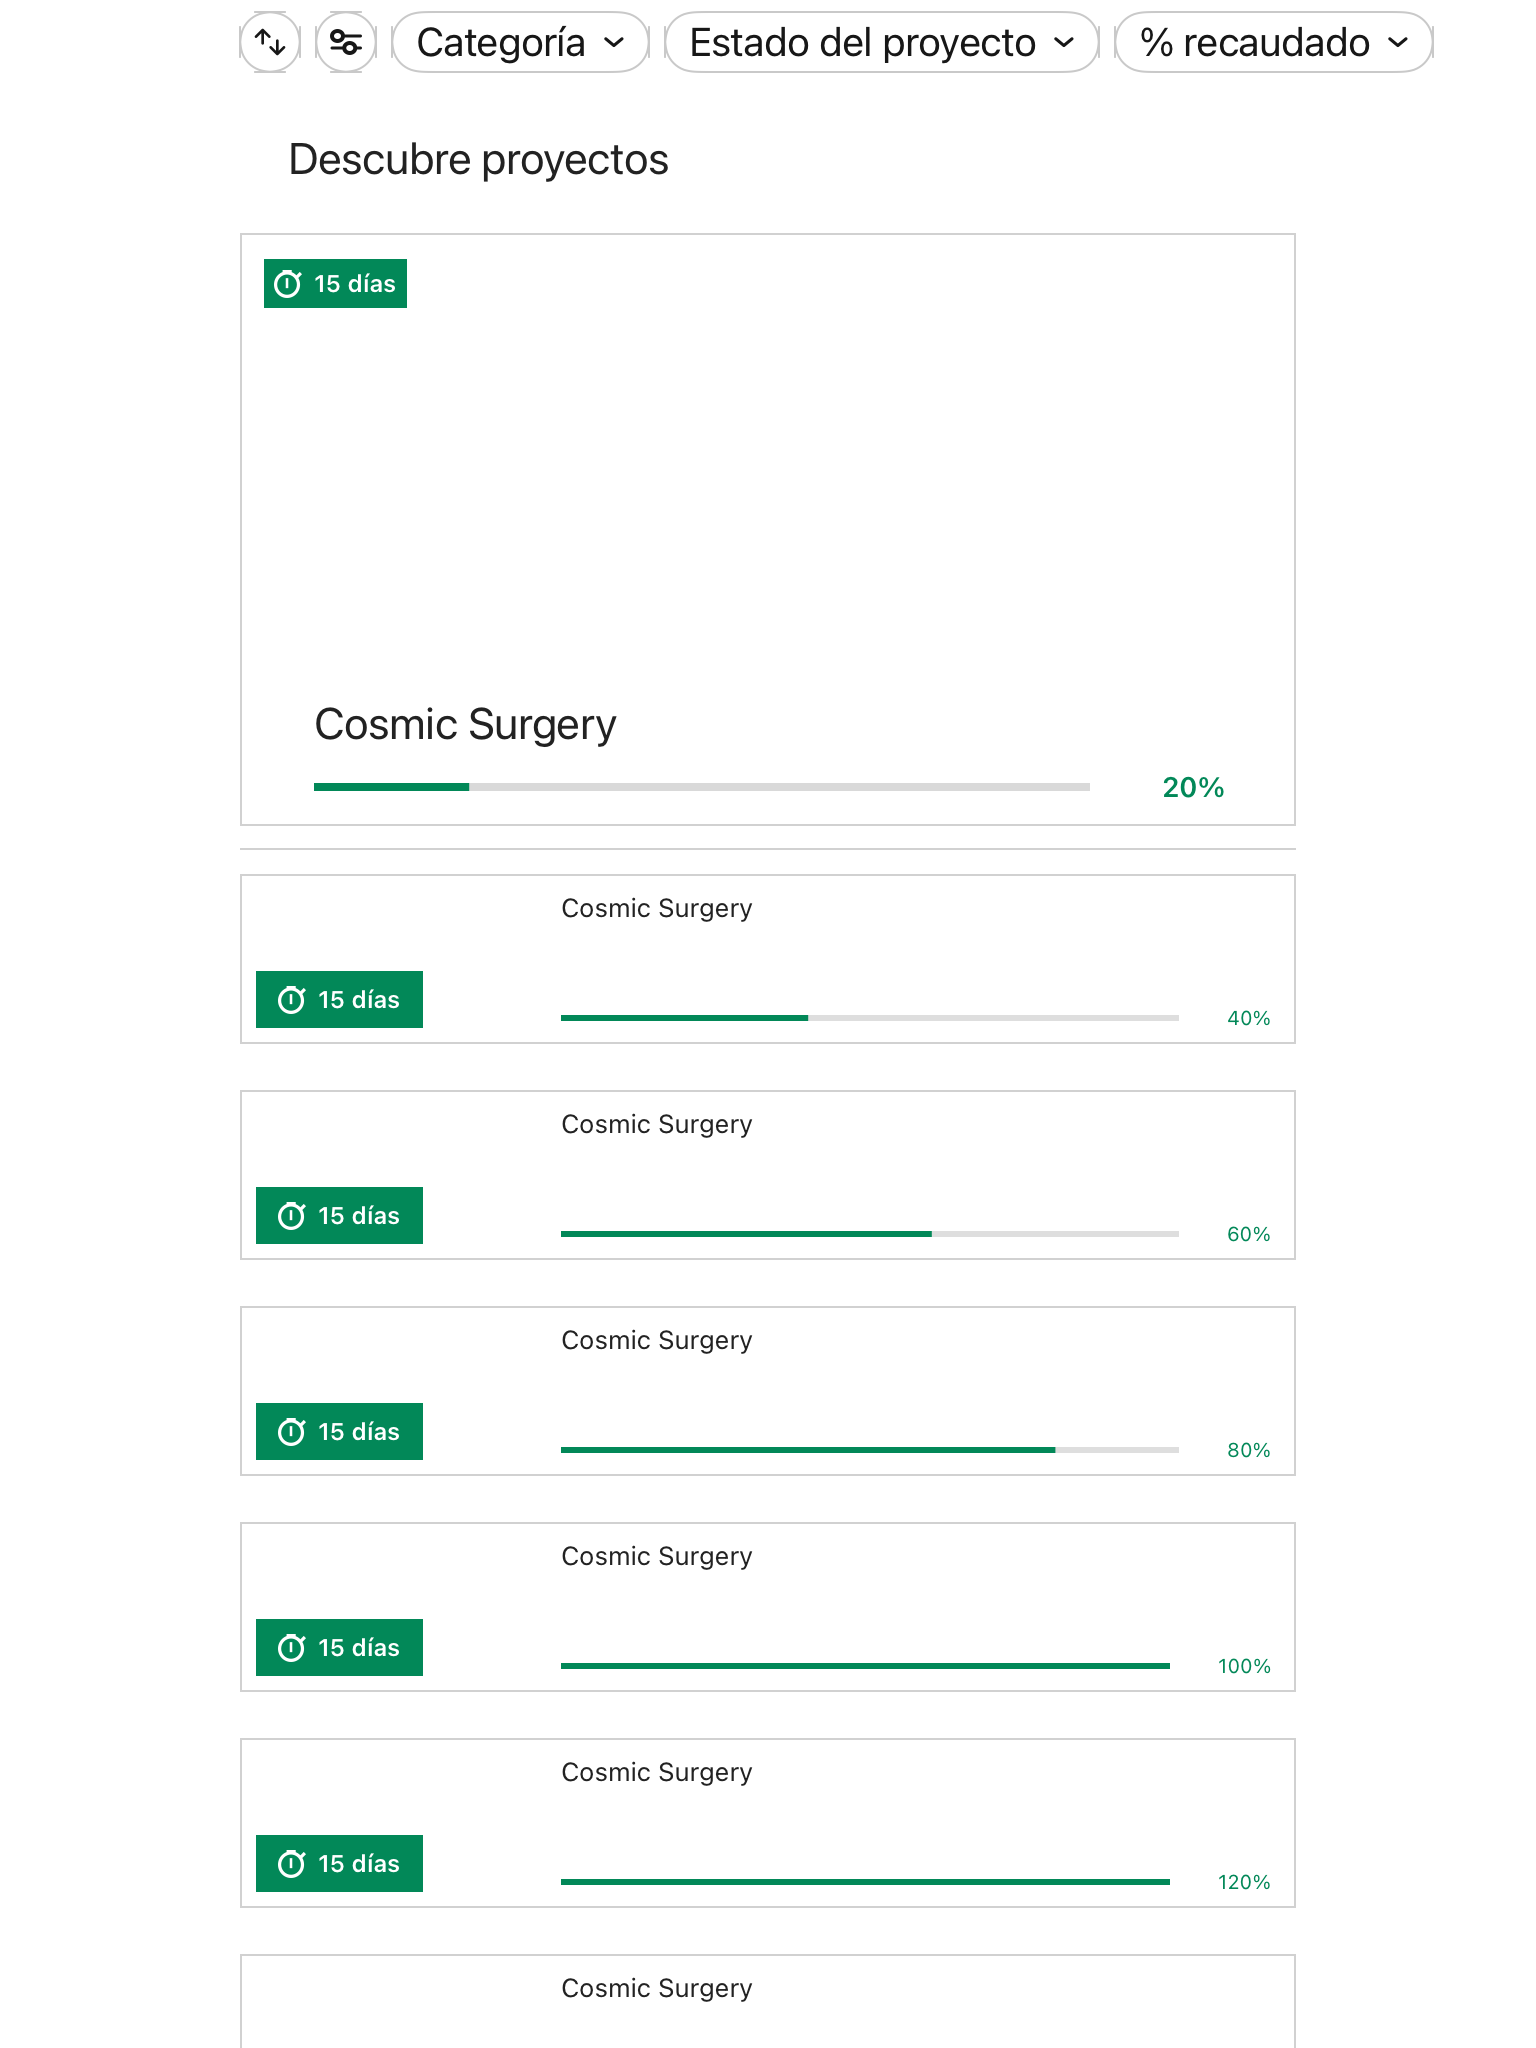 Categoría
Estado del proyecto
% recaudado
Descubre proyectos
15 días
Cosmic Surgery
20%
Cosmic Surgery
15 días
40%
Cosmic Surgery
15 días
60%
Cosmic Surgery
15 días
80%
Cosmic Surgery
15 días
100%
Cosmic Surgery
15 días
120%
Cosmic Surgery